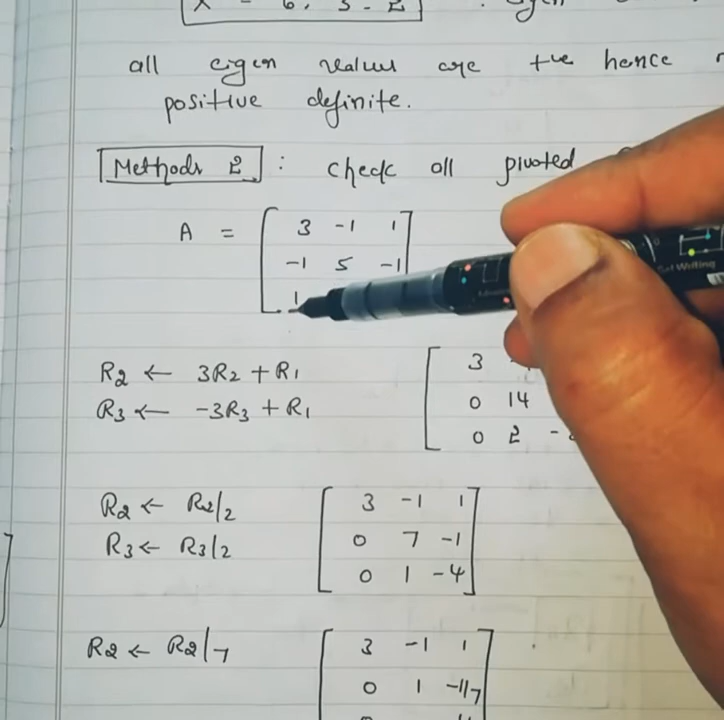 all eigen values are +ve hence
positive definite.
Methods 2 : check all pivoted
A = [ 3 -1 1
-1 5 -1
1
R2 ← 3R2 + R1
R3 ← -3R3 + R1
[ 3
0 14
0 2 -
R2 ← R2/2
R3 ← R3/2
[ 3 -1 1
0 7 -1
0 1 -4 ]
R2 ← R2/7
[ 3 -1 1
0 1 -1/7